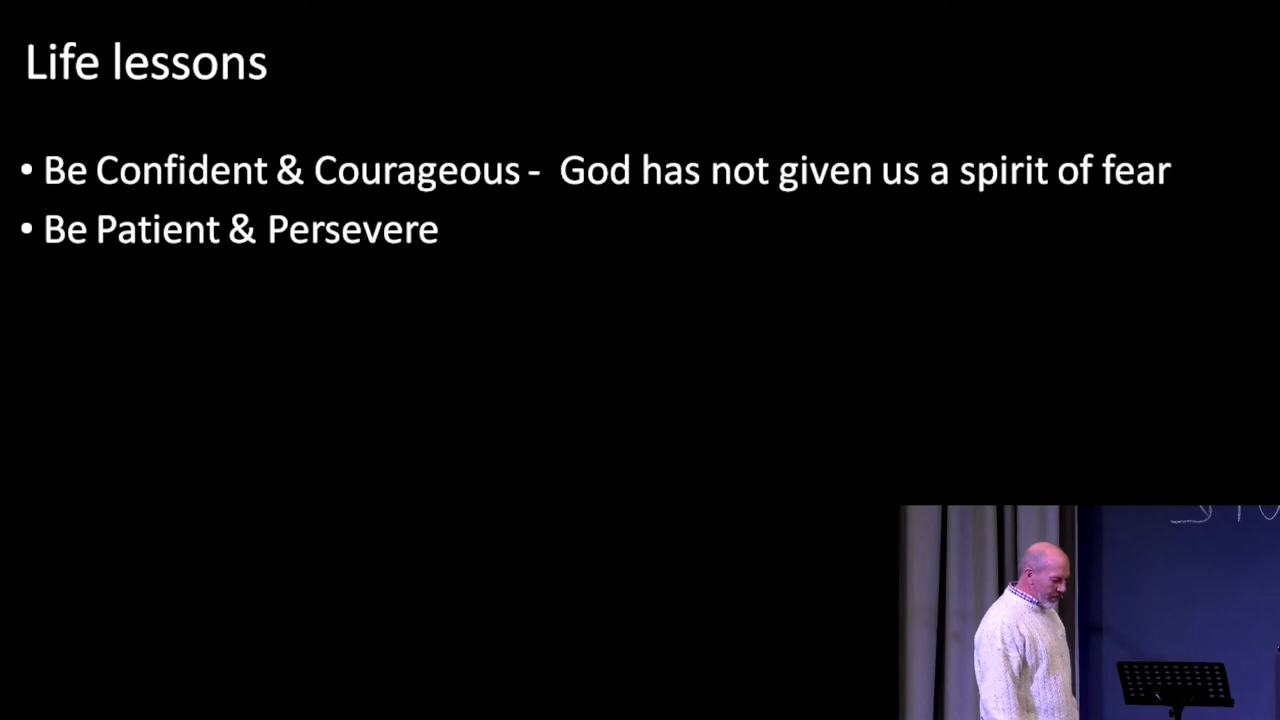 Life lessons
• Be Confident & Courageous - God has not given us a spirit of fear
• Be Patient & Persevere